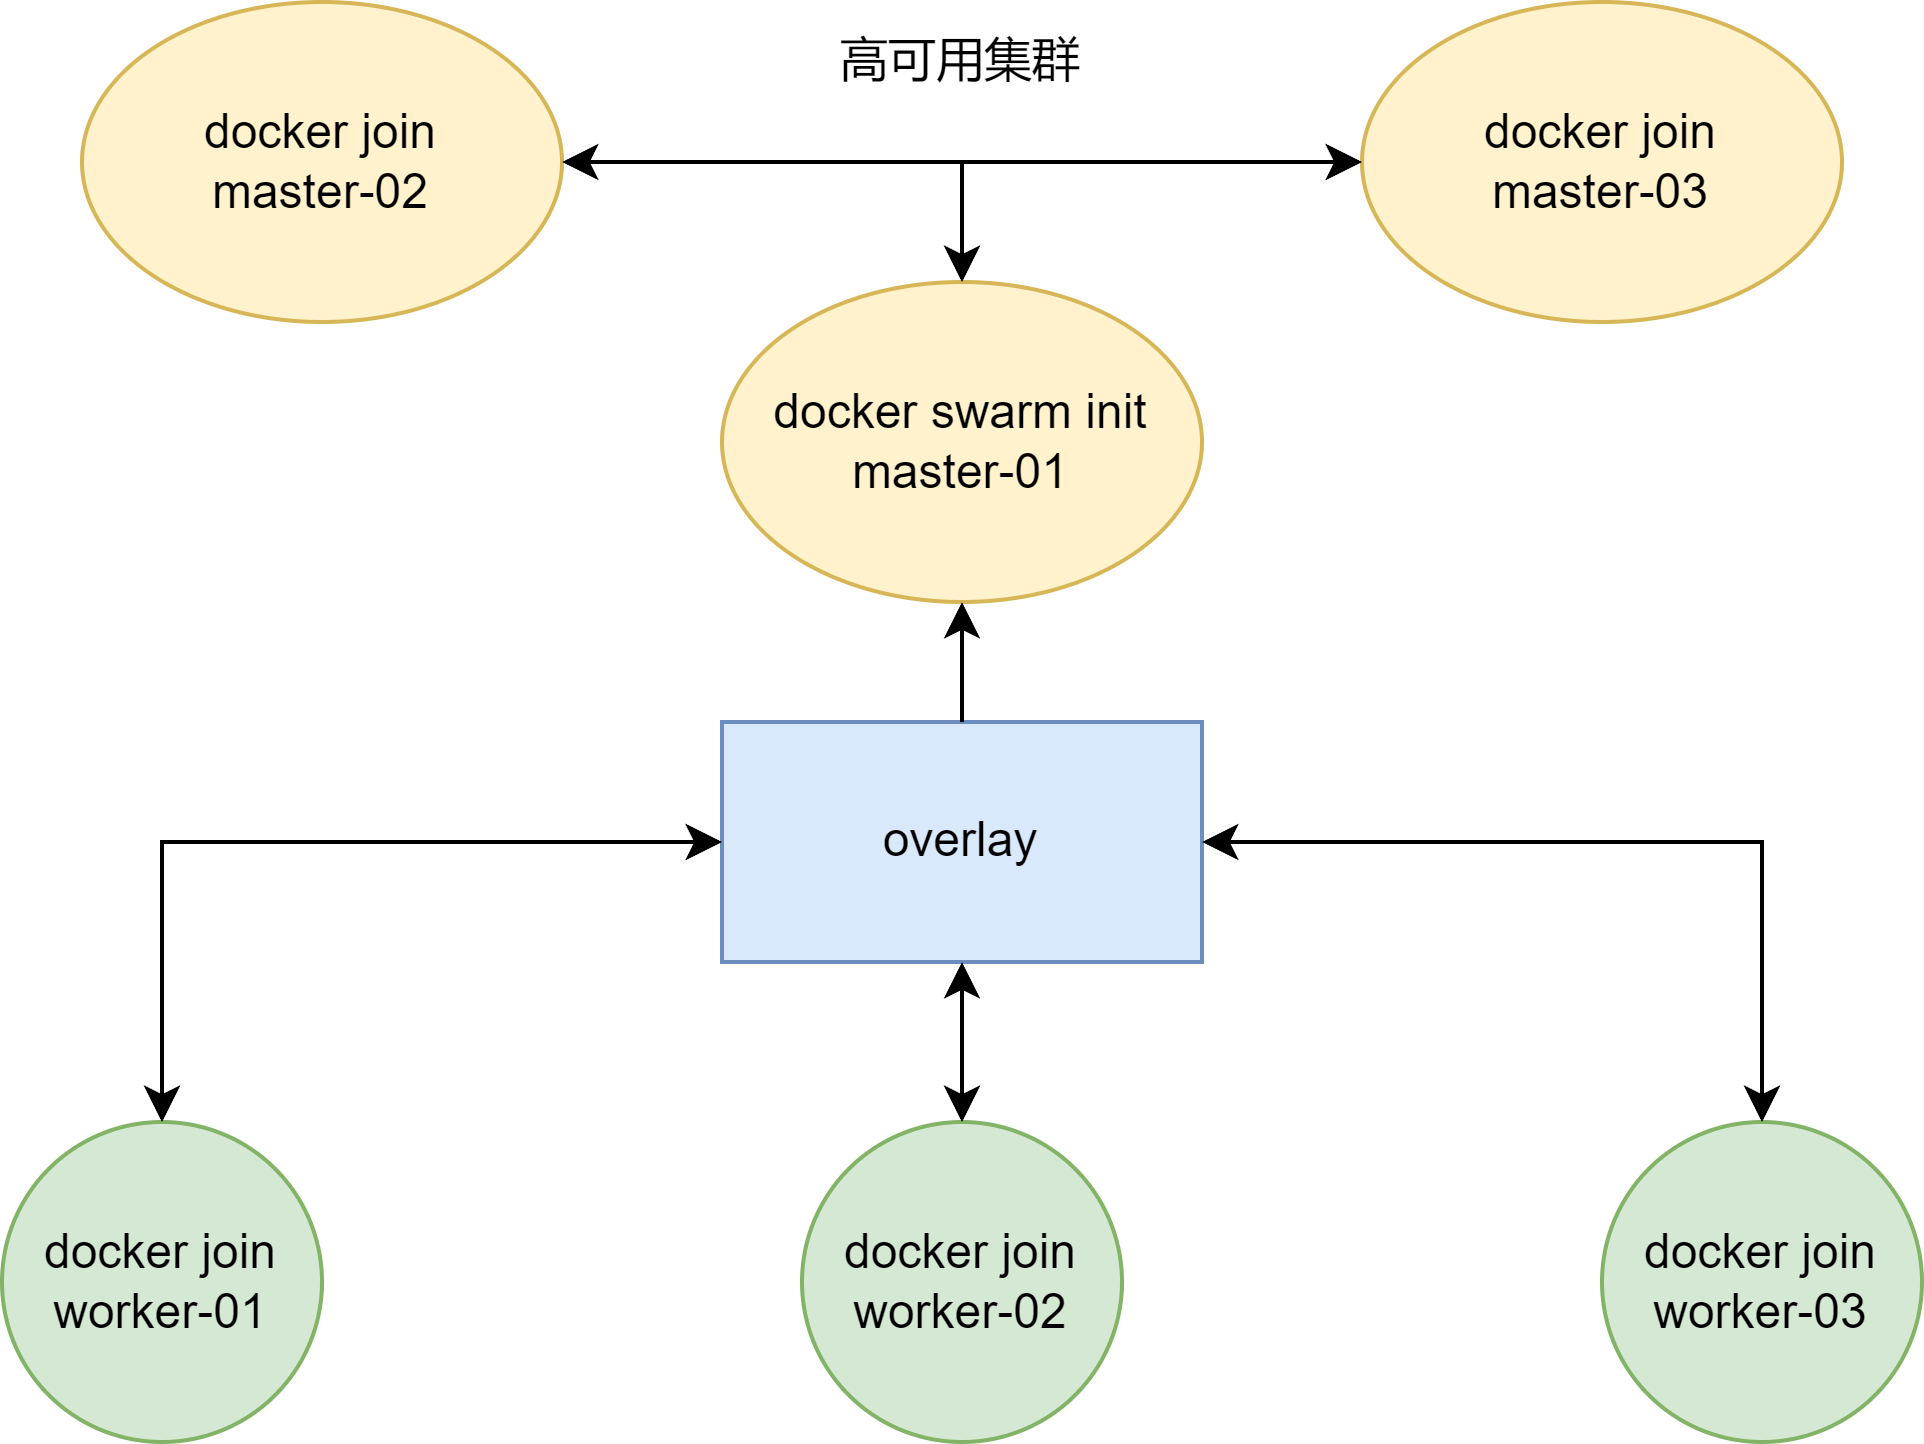 高可用集群
docker join
master-02
docker join
master-03
docker swarm init
master-01
overlay
docker join
worker-01
docker join
worker-02
docker join
worker-03